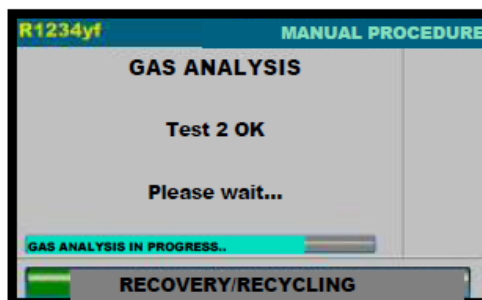 R1234yf MANUAL PROCEDURE
GAS ANALYSIS
Test 2 OK
Please wait...
GAS ANALYSIS IN PROGRESS..
RECOVERY/RECYCLING